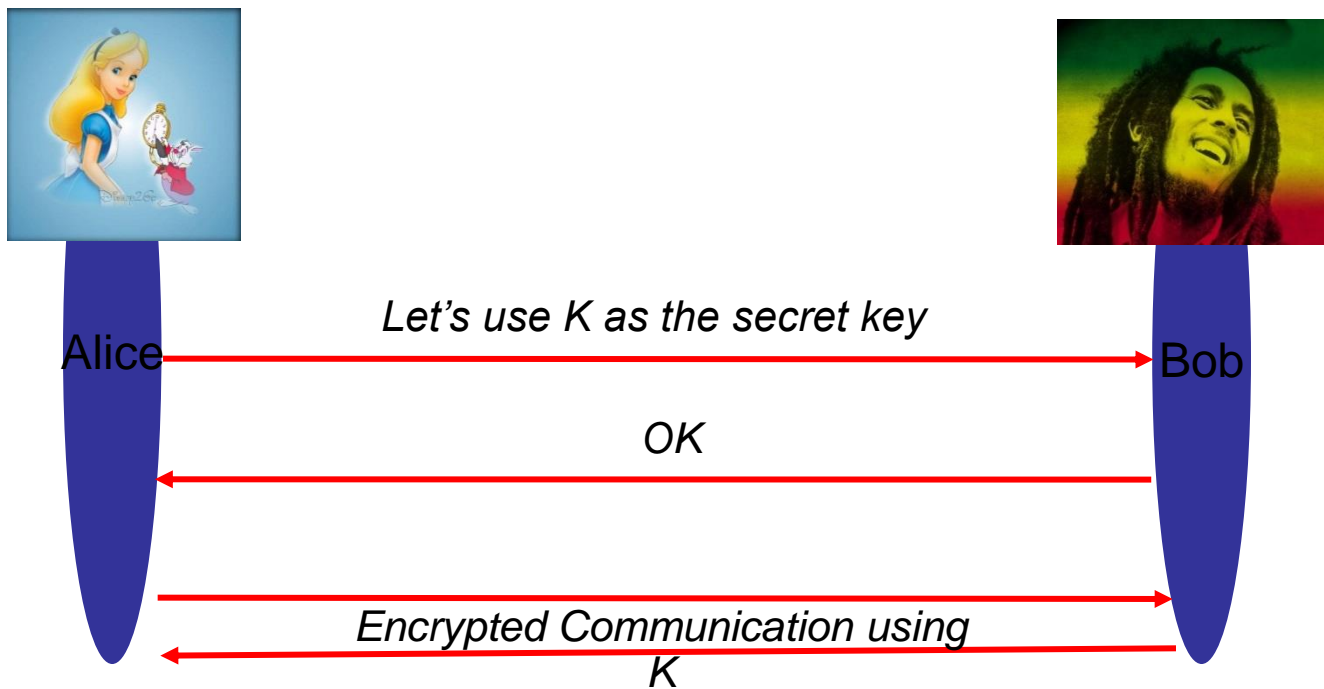 Let’s use K as the secret key
Alice
Bob
OK
Encrypted Communication using
K